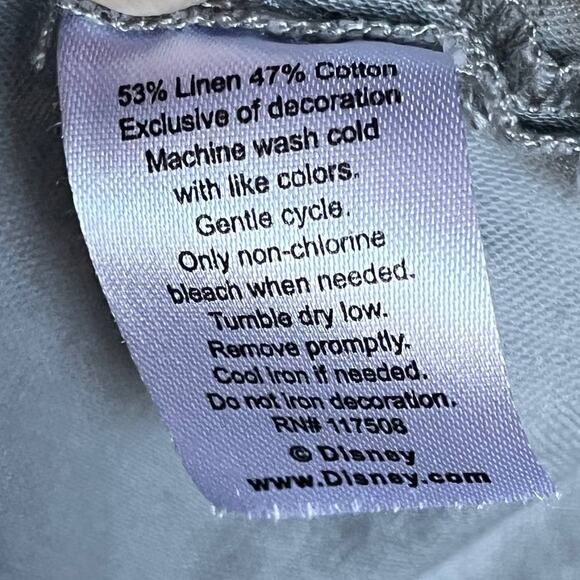 53% Linen 47% Cotton
Exclusive of decoration
Machine wash cold
with like colors.
Gentle cycle.
Only non-chlorine
bleach when needed.
Tumble dry low.
Remove promptly.
Cool Iron if needed.
Do not iron decoration.
RN# 117508
© Disney
www.Disney.com